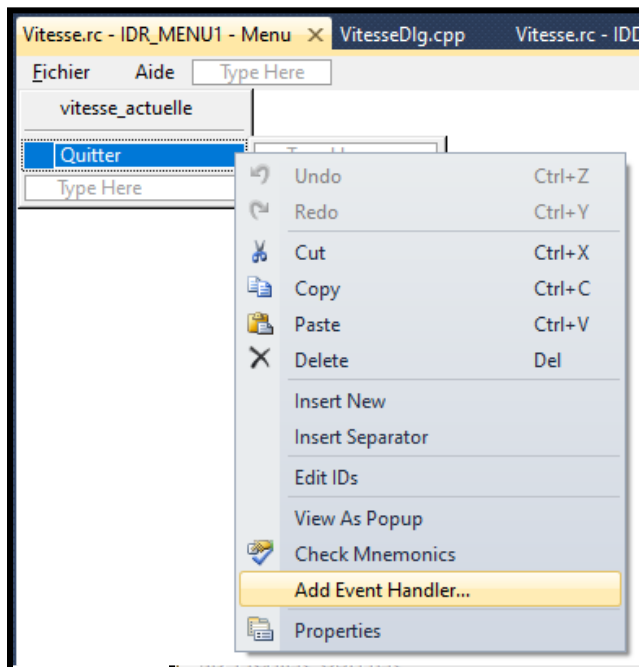 Vitesse.rc - IDR_MENU1 - Menu VitesseDlg.cpp Vitesse.rc - IDD
Fichier Aide Type Here
vitesse_actuelle
Quitter
Type Here
Undo Ctrl+Z
Redo Ctrl+Y
Cut Ctrl+X
Copy Ctrl+C
Paste Ctrl+V
Delete Del
Insert New
Insert Separator
Edit IDs
View As Popup
Check Mnemonics
Add Event Handler...
Properties